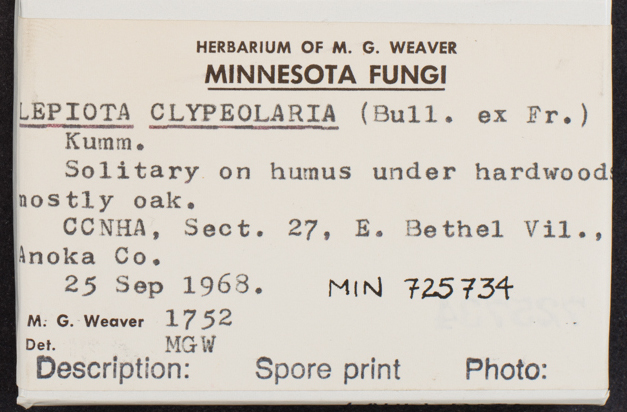 HERBARIUM OF M. G. WEAVER
MINNESOTA FUNGI
LEPIOTA CLYPEOLARIA (Bull. ex Fr.)
Kumm.
Solitary on humus under hardwoods
mostly oak.
CCNHA, Sect. 27, E. Bethel Vil.,
Anoka Co.
25 Sep 1968. MIN 725734
M. G. Weaver 1752
Det. MGW
Description: Spore print Photo: